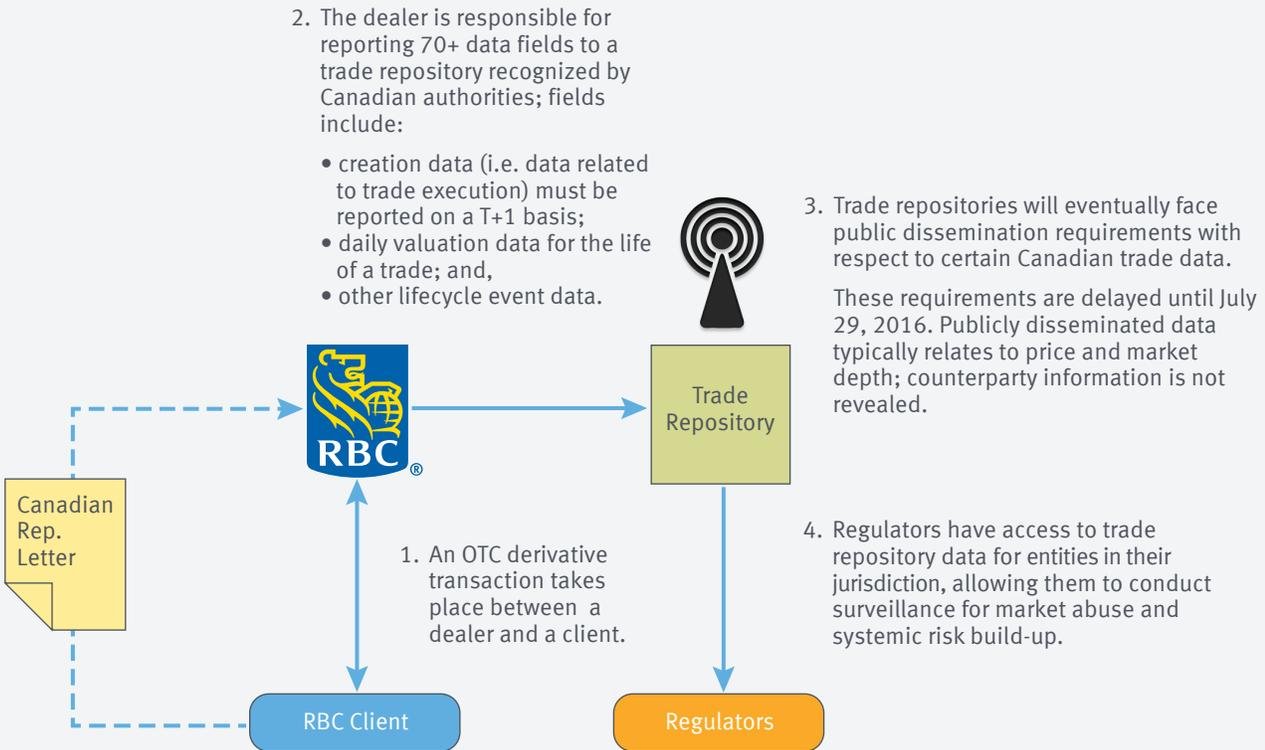 2. The dealer is responsible for
reporting 70+ data fields to a
trade repository recognized by
Canadian authorities; fields
include:
• creation data (i.e. data related
to trade execution) must be
reported on a T+1 basis;
• daily valuation data for the life
of a trade; and,
• other lifecycle event data.
3. Trade repositories will eventually face
public dissemination requirements with
respect to certain Canadian trade data.
These requirements are delayed until July
29, 2016. Publicly disseminated data
typically relates to price and market
depth; counterparty information is not
revealed.
RBC®
Trade
Repository
Canadian
Rep.
Letter
1. An OTC derivative
transaction takes
place between a
dealer and a client.
4. Regulators have access to trade
repository data for entities in their
jurisdiction, allowing them to conduct
surveillance for market abuse and
systemic risk build-up.
RBC Client
Regulators